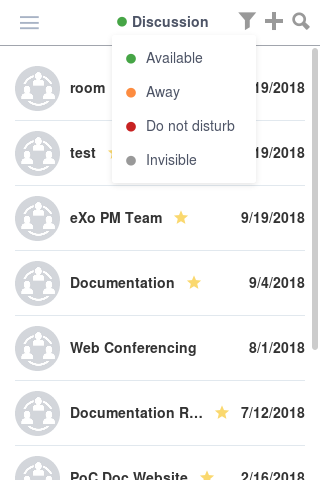 Discussion
Available
Away
Do not disturb
Invisible
room 19/2018
test 19/2018
eXo PM Team 9/19/2018
Documentation 9/4/2018
Web Conferencing 8/1/2018
Documentation R... 7/12/2018
PoC Doc Website 2/16/2018